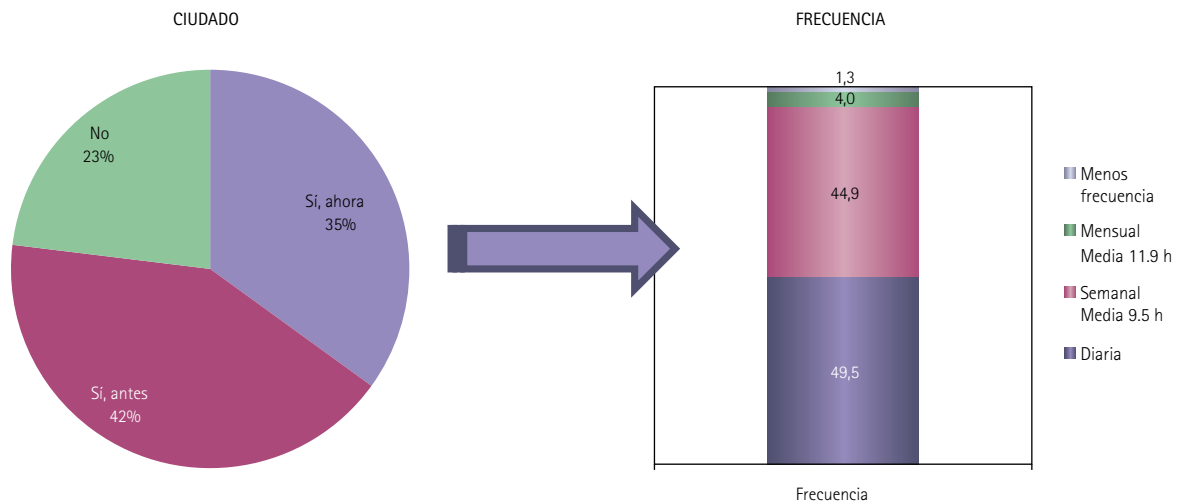 CIUDADO
No
23%
Sí, ahora
35%
Sí, antes
42%
FRECUENCIA
1,3
4,0
44,9
49,5
Frecuencia
Menos
frecuencia
Mensual
Media 11.9 h
Semanal
Media 9.5 h
Diaria